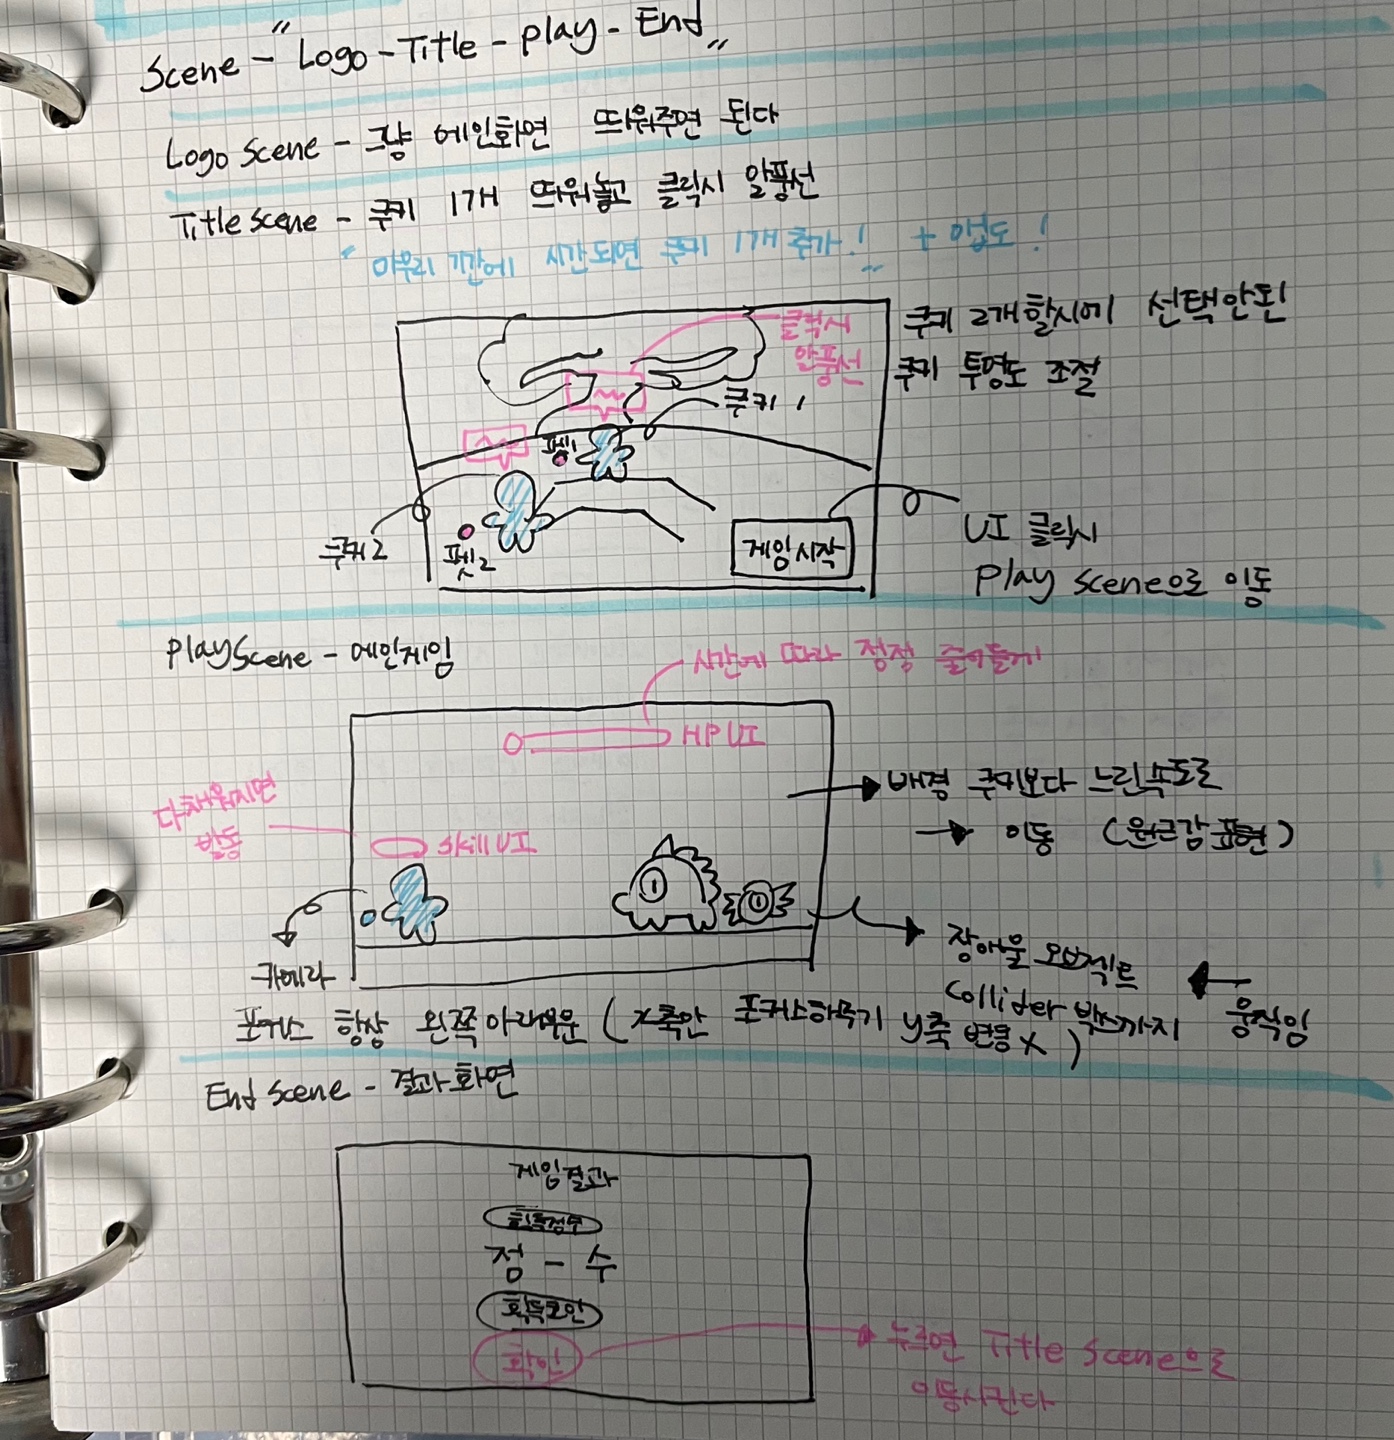 Scene - "Logo - Title - Play - End"
Logo Scene - 그냥 메인화면 띄워주면 된다
Title Scene - 쿠키 1개 띄워놓고 클릭시 말풍선
"마무리 기간에 시간되면 쿠키 1개 추가!" + 맵도!
클릭시
말풍선
쿠키 2개 할시에 선택안된
쿠키 투명도 조절
쿠키 1
펫1
쿠키2
펫2
게임시작
UI 클릭시
Play Scene으로 이동
Play Scene - 메인게임
시간에 따라 점점 줄어들게
HP UI
다 채워지면
발동
Skill UI
배경 쿠키보다 느린속도로
이동 (원근감 표현)
카메라
포커스 항상 왼쪽아래부분 (x축만 포커스하주기 y축 변동 x)
장애물 오브젝트
Collider 박스까지 움직임
End Scene - 결과화면
게임결과
획득점수
점 - 수
획득코인
확인
누르면 Title Scene으로
이동시킨다